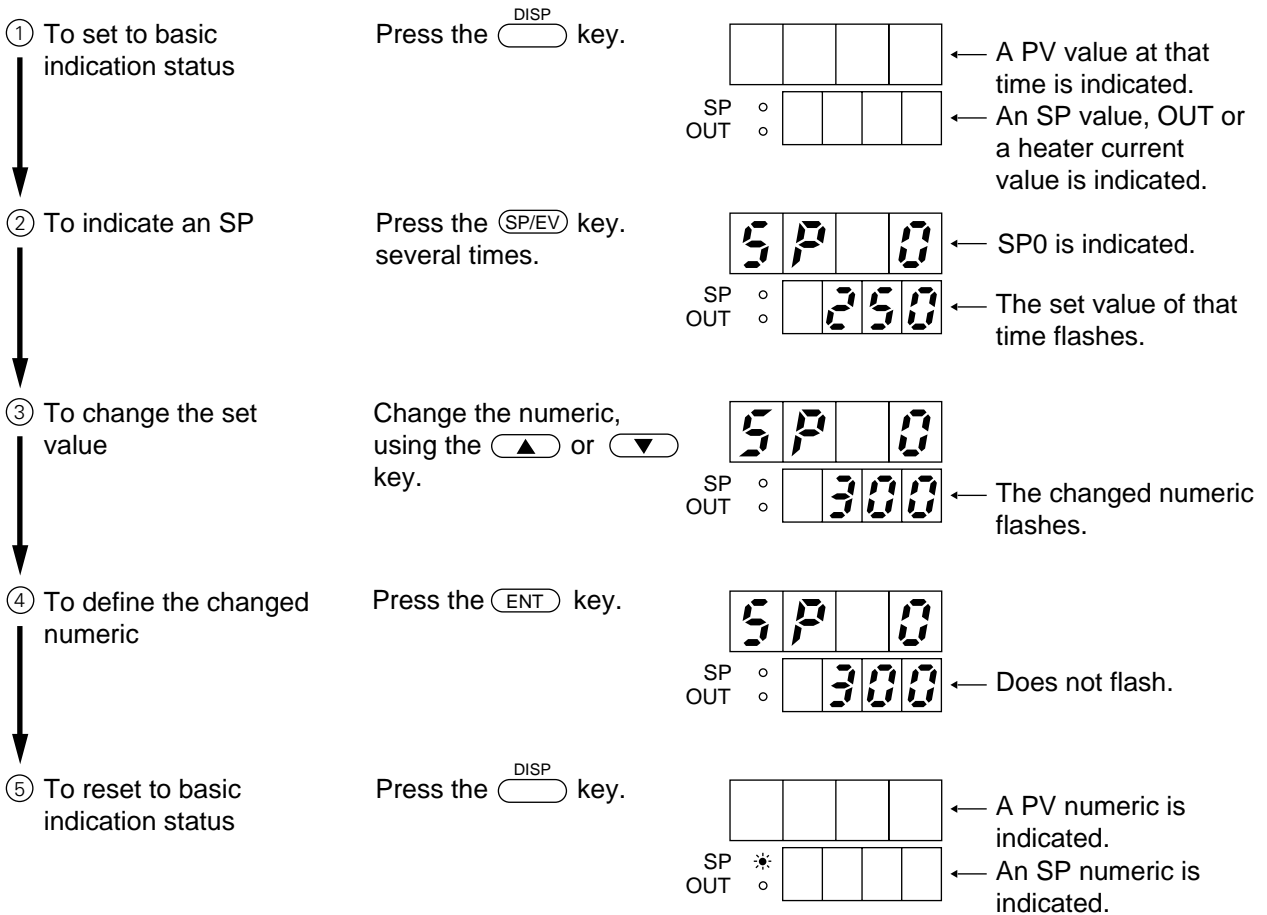 ① To set to basic
indication status
DISP
Press the key.
A PV value at that
time is indicated.
SP
OUT
An SP value, OUT or
a heater current
value is indicated.
② To indicate an SP
Press the SP/EV key.
several times.
SP 0
SP0 is indicated.
SP
OUT
250
The set value of that
time flashes.
③ To change the set
value
Change the numeric,
using the ▲ or ▼
key.
SP 0
SP
OUT
300
The changed numeric
flashes.
④ To define the changed
numeric
Press the ENT key.
SP 0
SP
OUT
300
Does not flash.
⑤ To reset to basic
indication status
DISP
Press the key.
A PV numeric is
indicated.
SP
OUT
An SP numeric is
indicated.